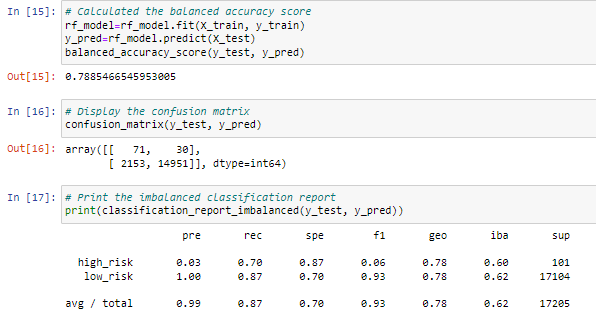 In [15]: # Calculated the balanced accuracy score
rf_model=rf_model.fit(X_train, y_train)
y_pred=rf_model.predict(X_test)
balanced_accuracy_score(y_test, y_pred)
Out[15]: 0.7885466545953005
In [16]: # Display the confusion matrix
confusion_matrix(y_test, y_pred)
Out[16]: array([[   71,    30],
       [ 2153, 14951]], dtype=int64)
In [17]: # Print the imbalanced classification report
print(classification_report_imbalanced(y_test, y_pred))
pre rec spe f1 geo iba sup
high_risk 0.03 0.70 0.87 0.06 0.78 0.60 101
low_risk 1.00 0.87 0.70 0.93 0.78 0.62 17104
avg / total 0.99 0.87 0.70 0.93 0.78 0.62 17205